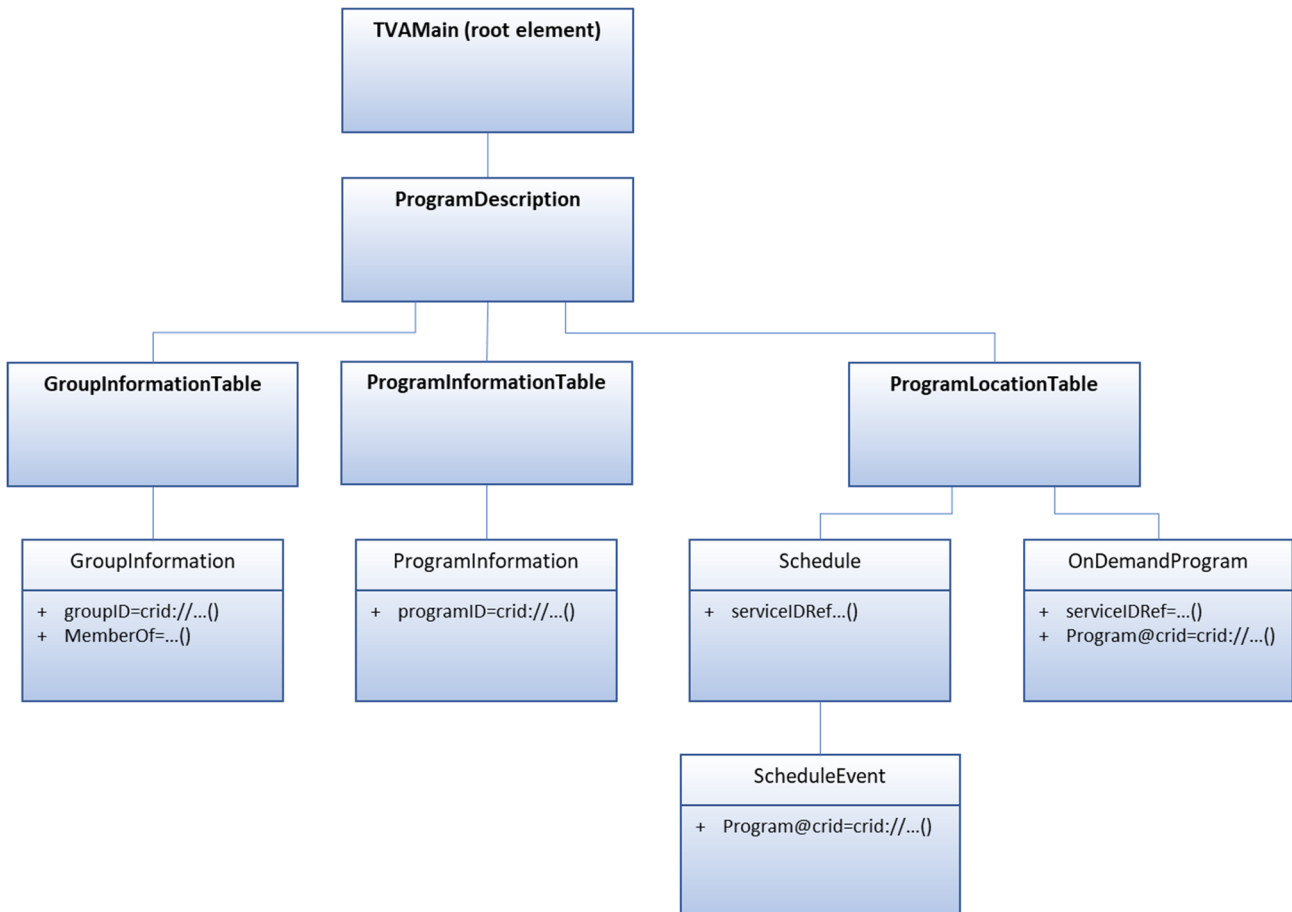 TVAMain (root element)
ProgramDescription
GroupInformationTable
ProgramInformationTable
ProgramLocationTable
GroupInformation
+ groupID=crid://...()
+ MemberOf=...()
ProgramInformation
+ programID=crid://...()
Schedule
+ serviceIDRef...()
OnDemandProgram
+ serviceIDRef=...()
+ Program@crid=crid://...()
ScheduleEvent
+ Program@crid=crid://...()